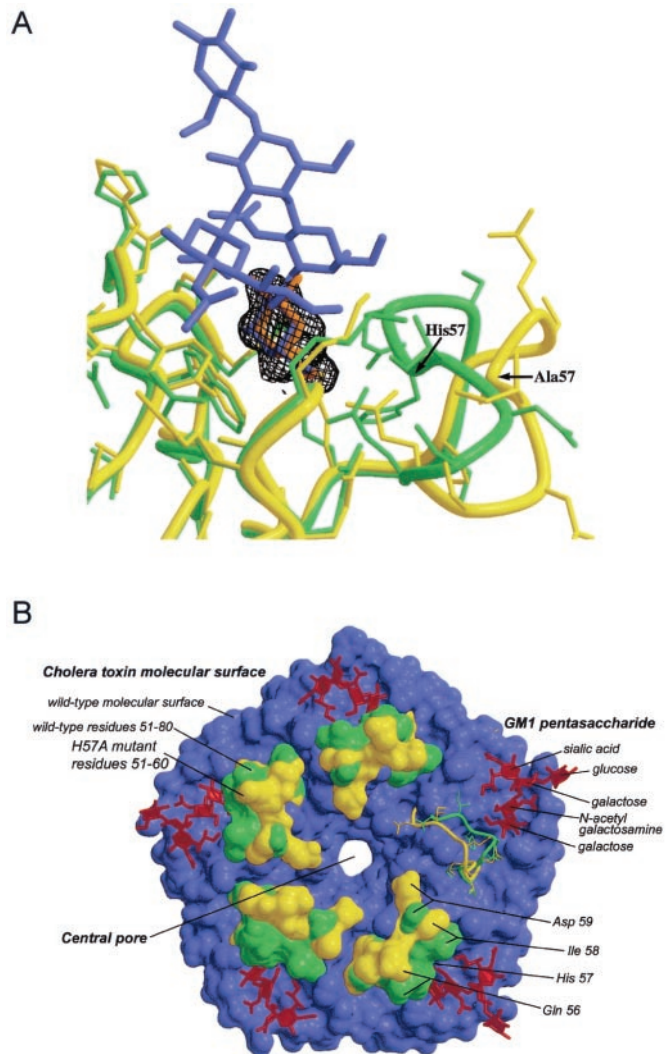 A
His57
Ala57
B
Cholera toxin molecular surface
wild-type molecular surface
wild-type residues 51-80
H57A mutant
residues 51-60
GM1 pentasaccharide
sialic acid
glucose
galactose
N-acetyl
galactosamine
galactose
Central pore
Asp 59
Ile 58
His 57
Gln 56